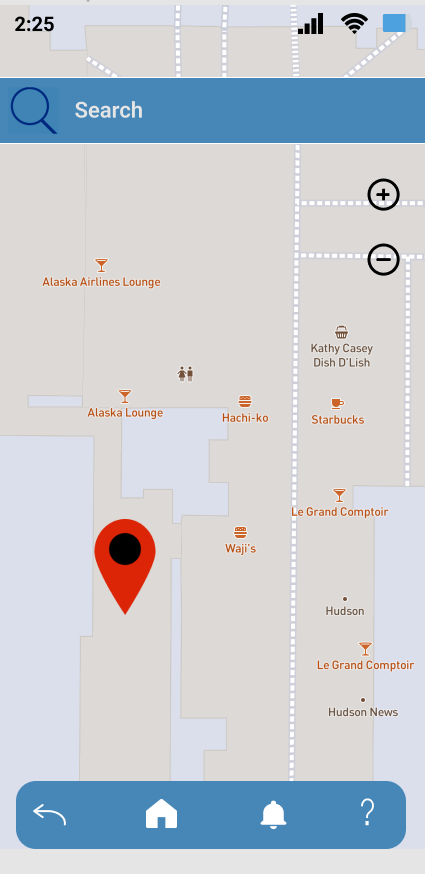 2:25
Search
Alaska Airlines Lounge
Kathy Casey
Dish D'Lish
Alaska Lounge
Hachi-ko
Starbucks
Le Grand Comptoir
Waji's
Hudson
Le Grand Comptoir
Hudson News